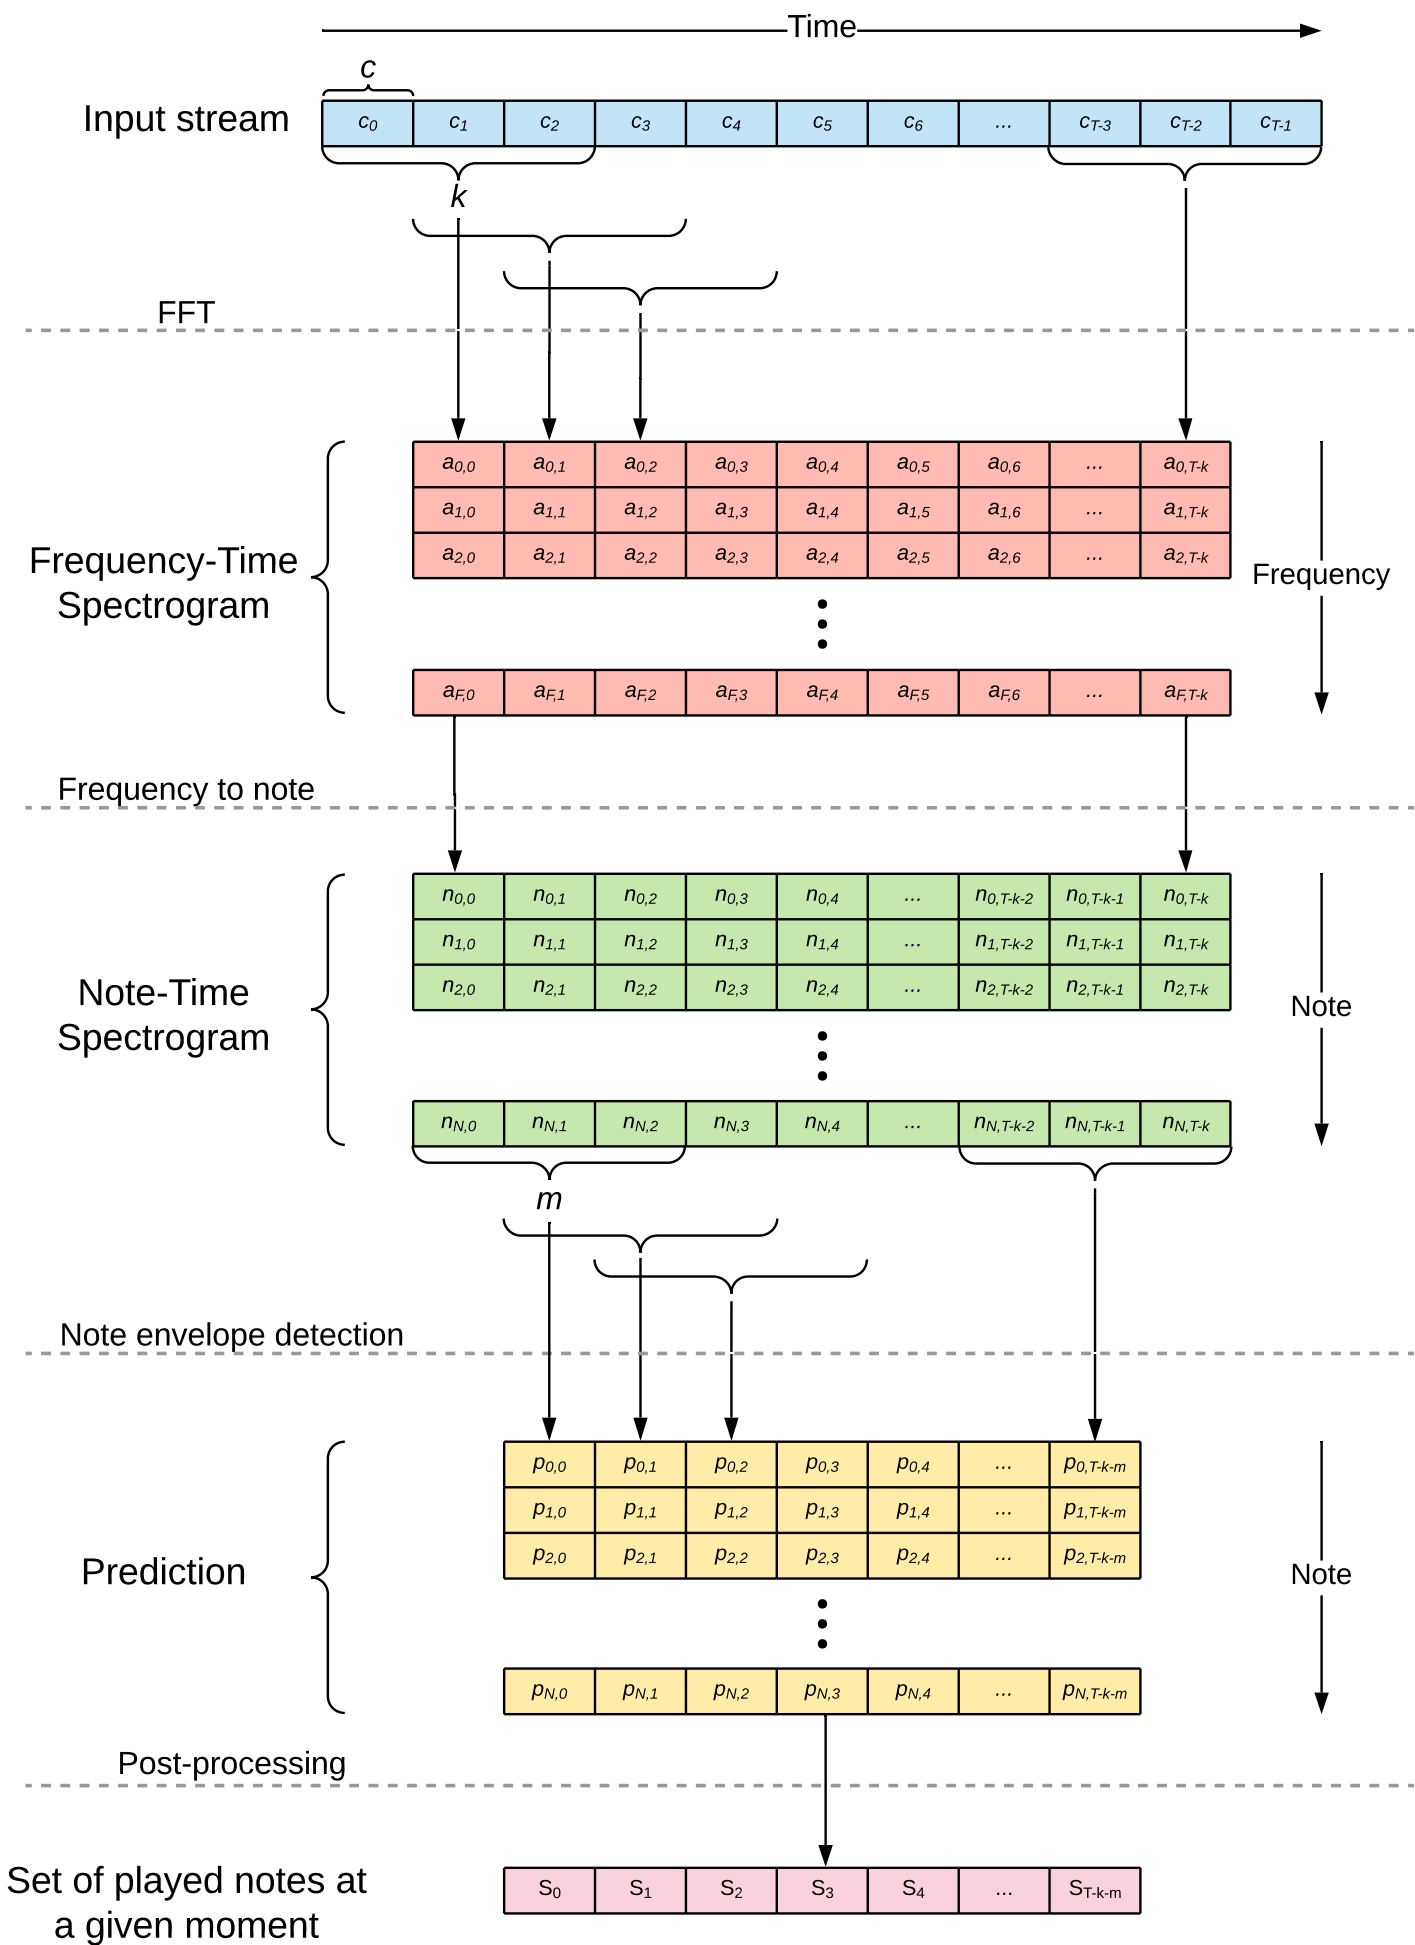 Time
c
Input stream
c0 c1 c2 c3 c4 c5 c6 ... cT-3 cT-2 cT-1
k
FFT
a0,0 a0,1 a0,2 a0,3 a0,4 a0,5 a0,6 ... a0,T-k
a1,0 a1,1 a1,2 a1,3 a1,4 a1,5 a1,6 ... a1,T-k
a2,0 a2,1 a2,2 a2,3 a2,4 a2,5 a2,6 ... a2,T-k
Frequency-Time
Spectrogram
Frequency
aF,0 aF,1 aF,2 aF,3 aF,4 aF,5 aF,6 ... aF,T-k
Frequency to note
n0,0 n0,1 n0,2 n0,3 n0,4 ... n0,T-k-2 n0,T-k-1 n0,T-k
n1,0 n1,1 n1,2 n1,3 n1,4 ... n1,T-k-2 n1,T-k-1 n1,T-k
n2,0 n2,1 n2,2 n2,3 n2,4 ... n2,T-k-2 n2,T-k-1 n2,T-k
Note-Time
Spectrogram
Note
nN,0 nN,1 nN,2 nN,3 nN,4 ... nN,T-k-2 nN,T-k-1 nN,T-k
m
Note envelope detection
p0,0 p0,1 p0,2 p0,3 p0,4 ... p0,T-k-m
p1,0 p1,1 p1,2 p1,3 p1,4 ... p1,T-k-m
p2,0 p2,1 p2,2 p2,3 p2,4 ... p2,T-k-m
Prediction
Note
pN,0 pN,1 pN,2 pN,3 pN,4 ... pN,T-k-m
Post-processing
Set of played notes at
a given moment
S0 S1 S2 S3 S4 ... ST-k-m